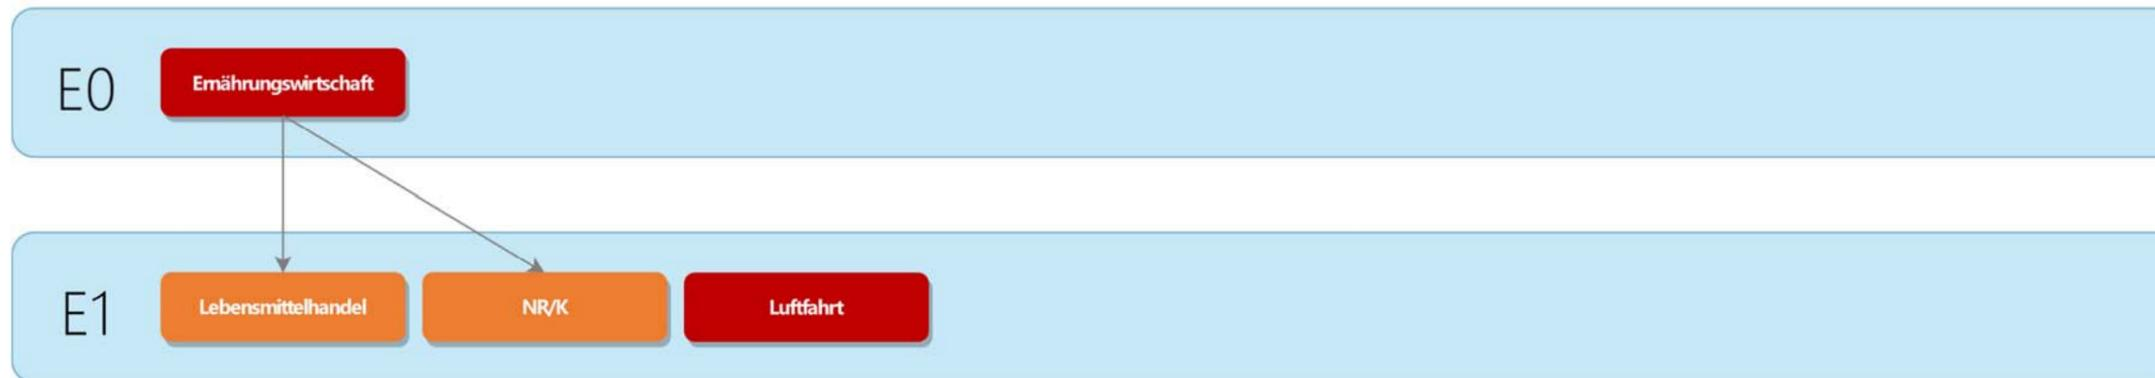 E0
Ernährungswirtschaft
E1
Lebensmittelhandel
NR/K
Luftfahrt